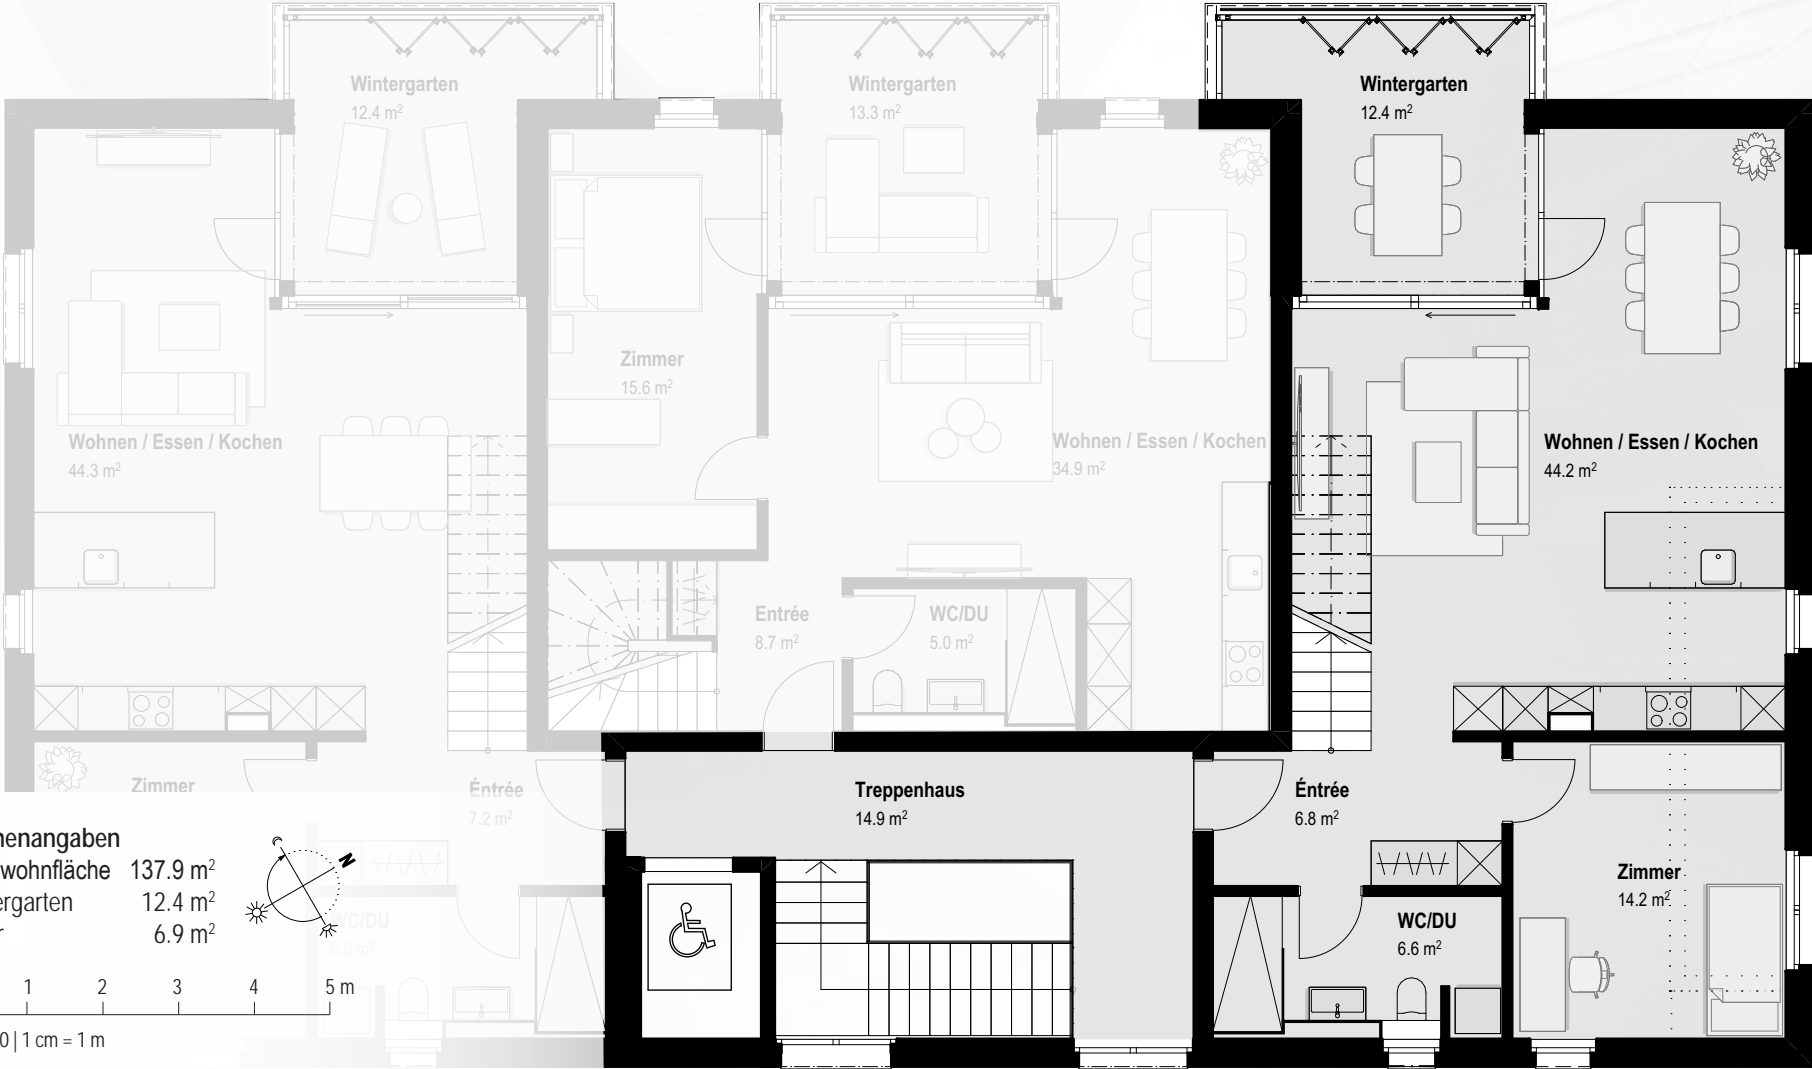 Wintergarten
12.4 m²
Wintergarten
13.3 m²
Wintergarten
12.4 m²
Zimmer
15.6 m²
Wohnen / Essen / Kochen
44.3 m²
Wohnen / Essen / Kochen
34.9 m²
Wohnen / Essen / Kochen
44.2 m²
Entrée
8.7 m²
WC/DU
5.0 m²
Zimmer
Éntrée
7.2 m²
Treppenhaus
14.9 m²
Éntrée
6.8 m²
Zimmer
14.2 m²
WC/DU
6.6 m²
WC/DU
6.6 m²
henangaben
wohnfläche 137.9 m²
ergarten 12.4 m²
r 6.9 m²
N
1 2 3 4 5 m
0 | 1 cm = 1 m